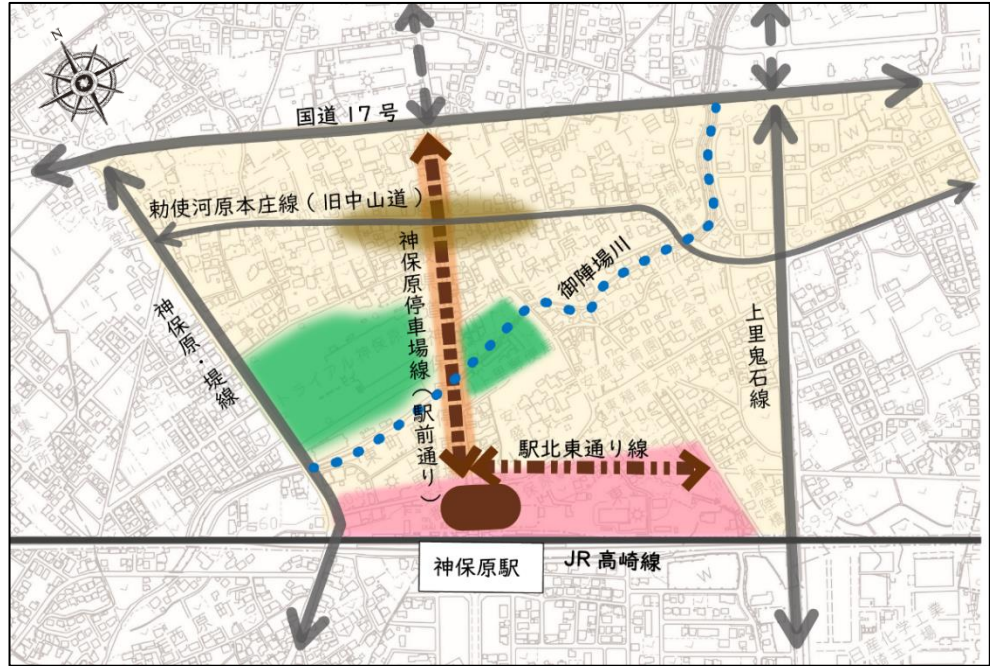 N
国道17号
勅使河原本庄線(旧中山道)
神保原停車場線(駅前通り)
御陣場川
神保原・堤線
上里鬼石線
駅北東通り線
神保原駅
JR高崎線